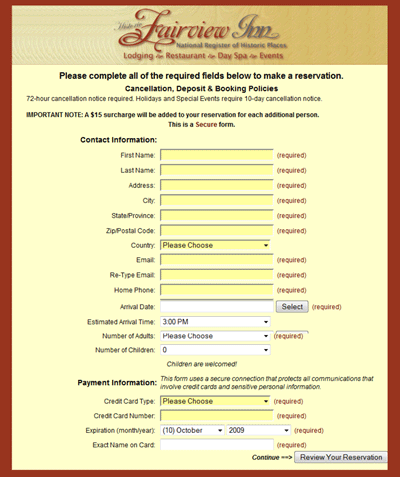 Historic
Fairview Inn
National Register of Historic Places
Lodging Restaurant Day Spa Events
Please complete all of the required fields below to make a reservation.
Cancellation, Deposit & Booking Policies
72-hour cancellation notice required. Holidays and Special Events require 10-day cancellation notice.
IMPORTANT NOTE: A $15 surcharge will be added to your reservation for each additional person.
This is a Secure form.
Contact Information:
First Name: (required)
Last Name: (required)
Address: (required)
City: (required)
State/Province: (required)
Zip/Postal Code: (required)
Country: Please Choose
Email: (required)
Re-Type Email: (required)
Home Phone: (required)
Arrival Date: Select (required)
Estimated Arrival Time: 3:00 PM
Number of Adults: Please Choose (required)
Number of Children: 0
Children are welcomed!
Payment Information: This form uses a secure connection that protects all communications that
involve credit cards and sensitive personal information.
Credit Card Type: Please Choose (required)
Credit Card Number: (required)
Expiration (month/year): (10) October 2009 (required)
Exact Name on Card: (required)
Continue ==> Review Your Reservation